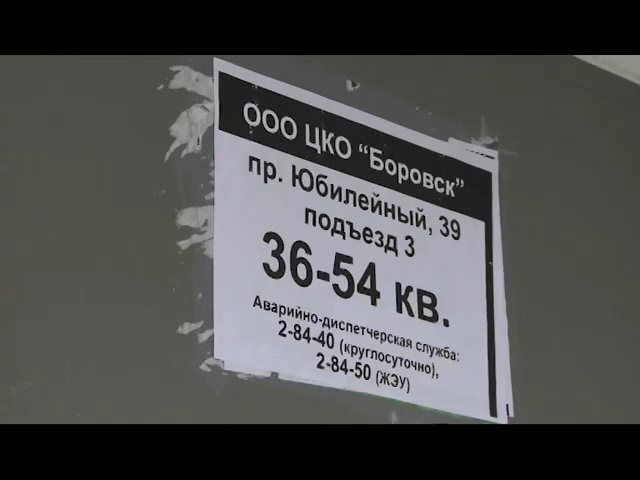 ООО ЦКО “Боровск”
пр. Юбилейный, 39
подъезд 3
36-54 кв.
Аварийно-диспетчерская служба:
2-84-40 (круглосуточно),
2-84-50 (ЖЭУ)